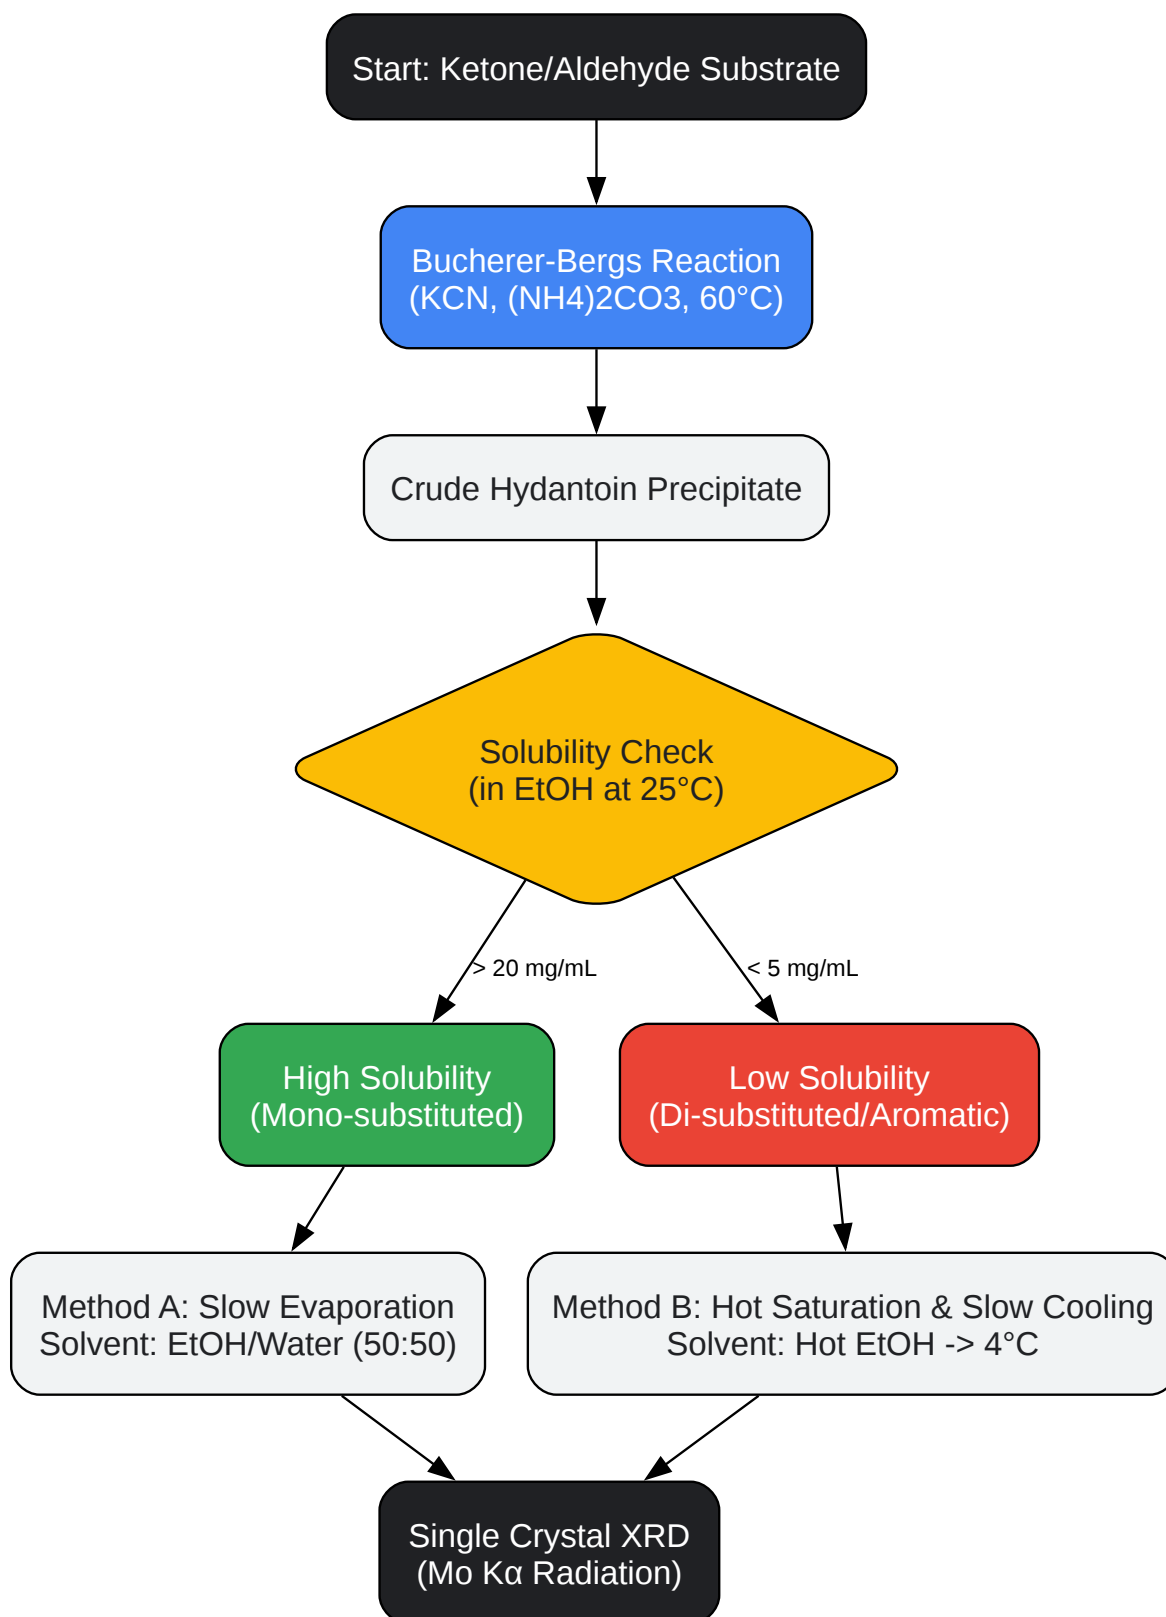 Start: Ketone/Aldehyde Substrate
Bucherer-Bergs Reaction
(KCN, (NH4)2CO3, 60°C)
Crude Hydantoin Precipitate
Solubility Check
(in EtOH at 25°C)
> 20 mg/mL
< 5 mg/mL
High Solubility
(Mono-substituted)
Low Solubility
(Di-substituted/Aromatic)
Method A: Slow Evaporation
Solvent: EtOH/Water (50:50)
Method B: Hot Saturation & Slow Cooling
Solvent: Hot EtOH -> 4°C
Single Crystal XRD
(Mo Kα Radiation)